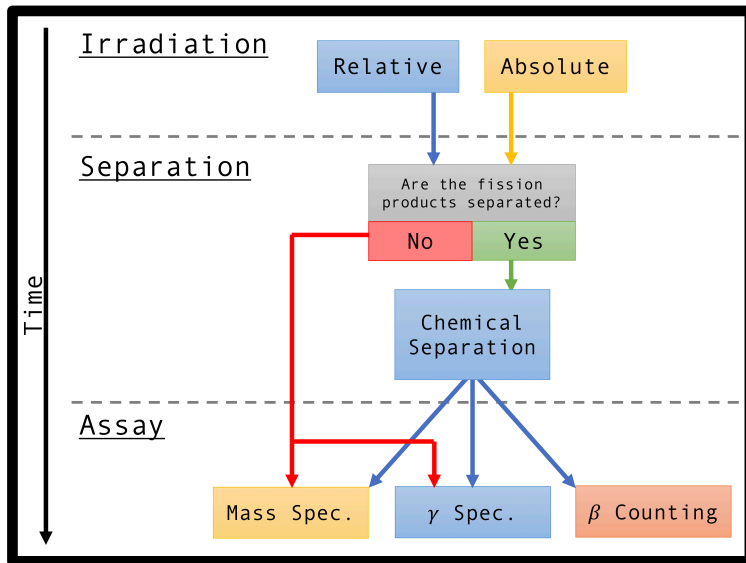 Irradiation
Relative
Absolute
Separation
Are the fission
products separated?
No
Yes
Chemical
Separation
Time
Assay
Mass Spec.
γ Spec.
β Counting